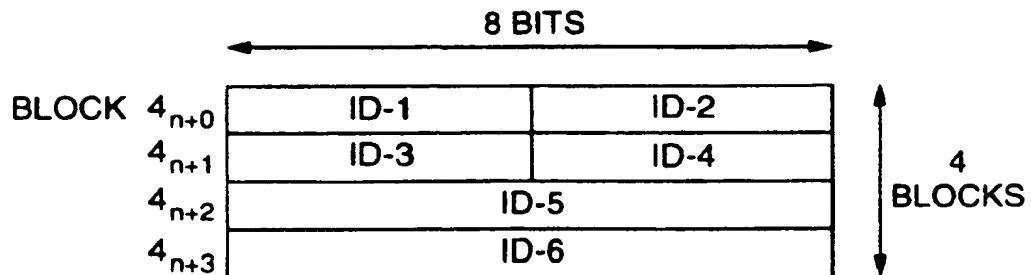 8 BITS
BLOCK 4n+0 ID-1 ID-2
4n+1 ID-3 ID-4
4n+2 ID-5
4n+3 ID-6
4
BLOCKS